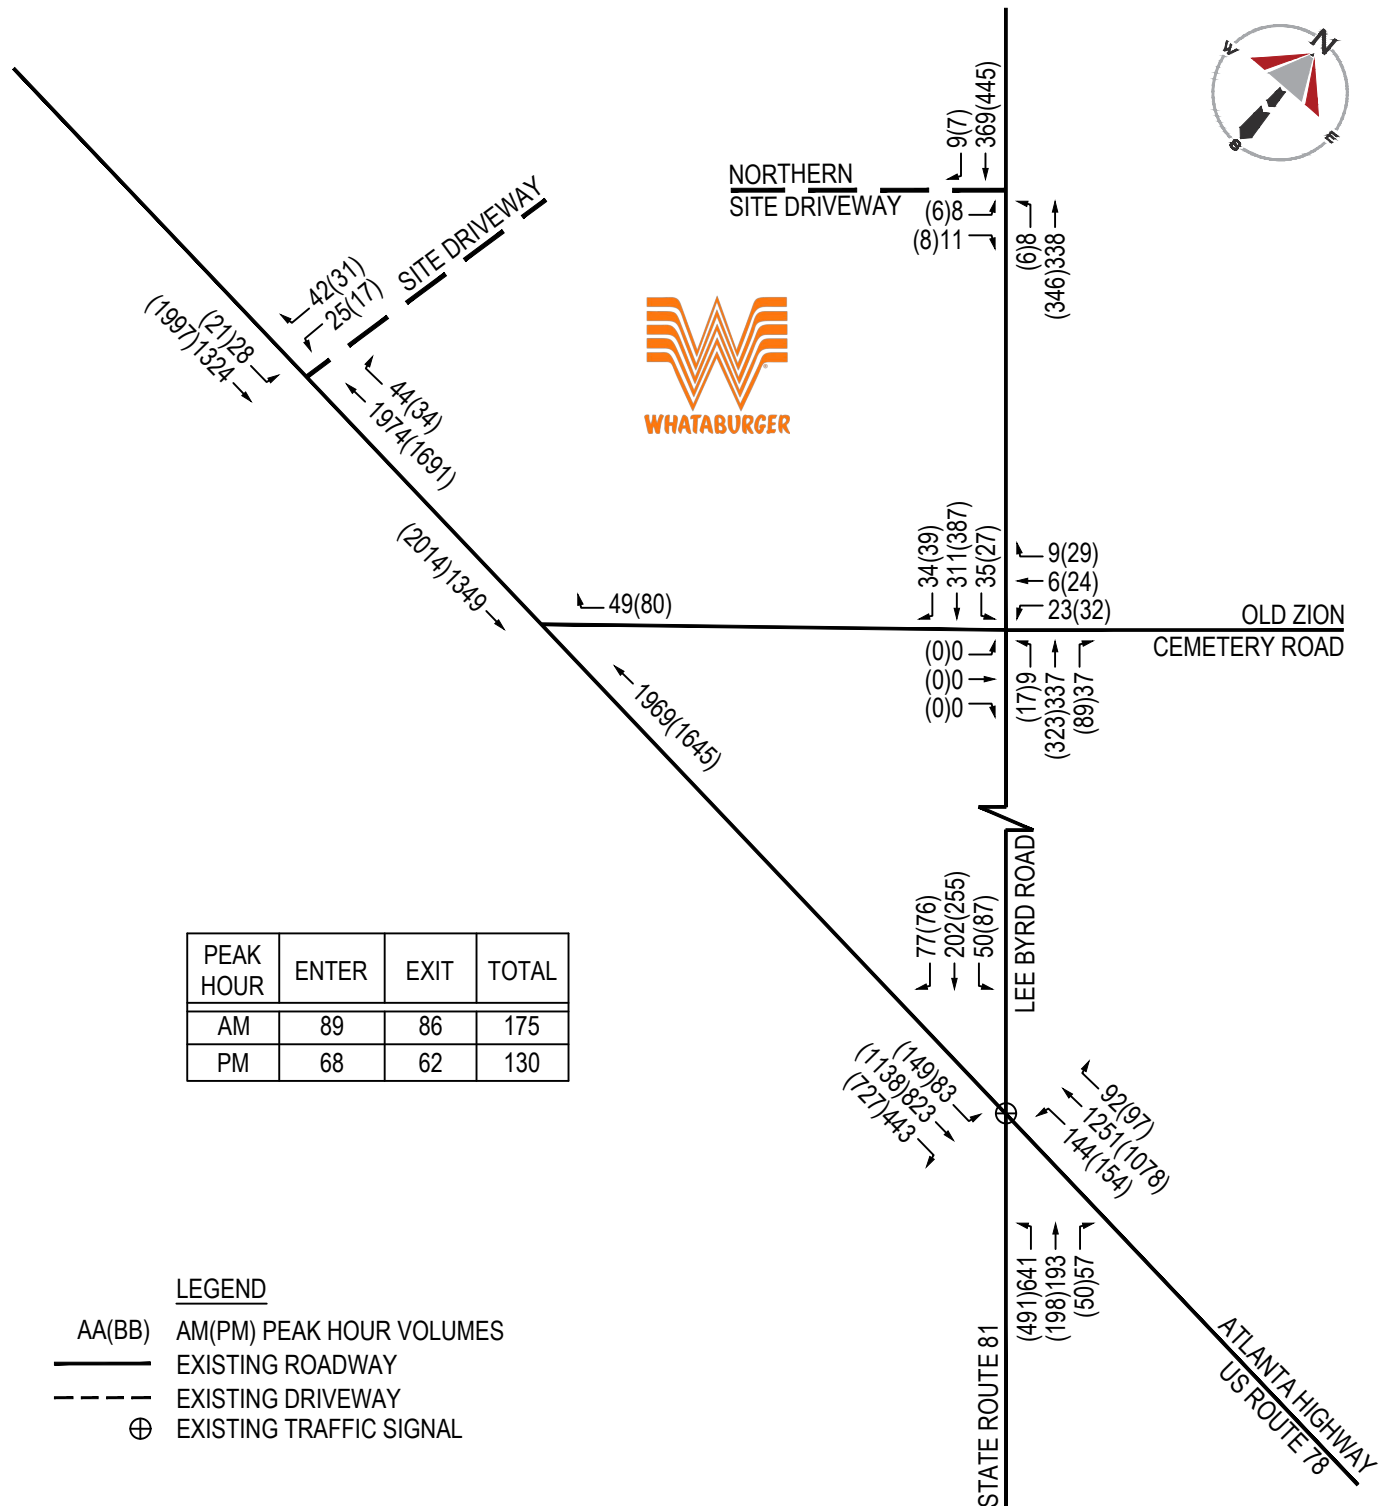 N
W
E
S
9(7)
369(445)
NORTHERN
SITE DRIVEWAY
(6)8
(8)11
(6)8
(346)338
SITE DRIVEWAY
42(31)
25(17)
(21)28
(1997)1324
44(34)
1974(1691)
WHATABURGER
(2014)1349
49(80)
1969(1645)
34(39)
311(387)
35(27)
9(29)
6(24)
23(32)
OLD ZION
CEMETERY ROAD
(0)0
(0)0
(0)0
(17)9
(323)337
(89)37
LEE BYRD ROAD
77(76)
202(255)
50(87)
PEAK HOUR ENTER EXIT TOTAL
AM 89 86 175
PM 68 62 130
(149)83
(1138)823
(727)443
92(97)
1251(1078)
144(154)
(491)641
(198)193
(50)57
STATE ROUTE 81
ATLANTA HIGHWAY
US ROUTE 78
LEGEND
AA(BB) AM(PM) PEAK HOUR VOLUMES
EXISTING ROADWAY
EXISTING DRIVEWAY
EXISTING TRAFFIC SIGNAL